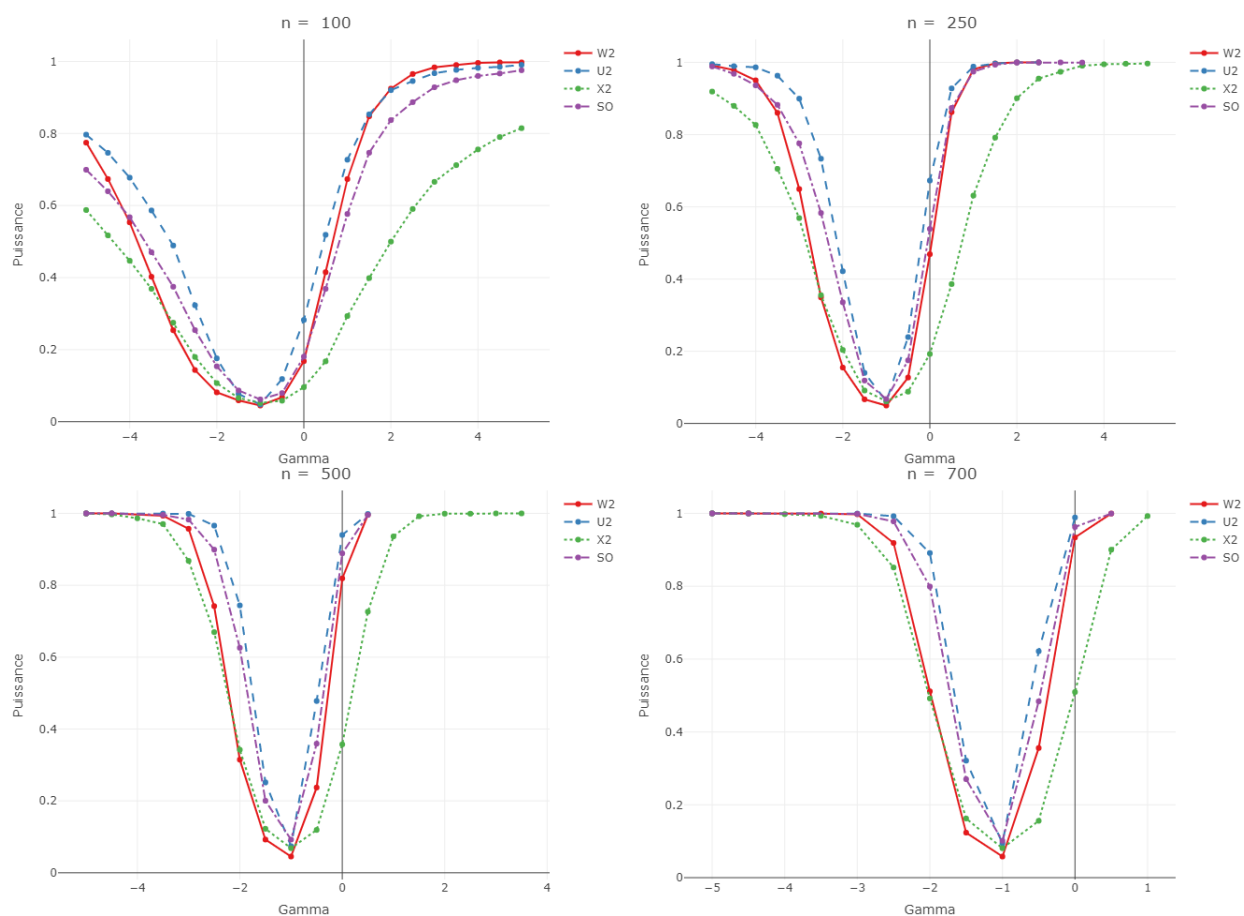 n = 100
1
0.8
0.6
0.4
0.2
0
−4
−2
0
2
4
Puissance
Gamma
W2
U2
X2
SO
n = 250
1
0.8
0.6
0.4
0.2
0
−4
−2
0
2
4
Puissance
Gamma
W2
U2
X2
SO
n = 500
1
0.8
0.6
0.4
0.2
0
−4
−2
0
2
4
Puissance
Gamma
W2
U2
X2
SO
n = 700
1
0.8
0.6
0.4
0.2
0
−5
−4
−3
−2
−1
0
1
Puissance
Gamma
W2
U2
X2
SO